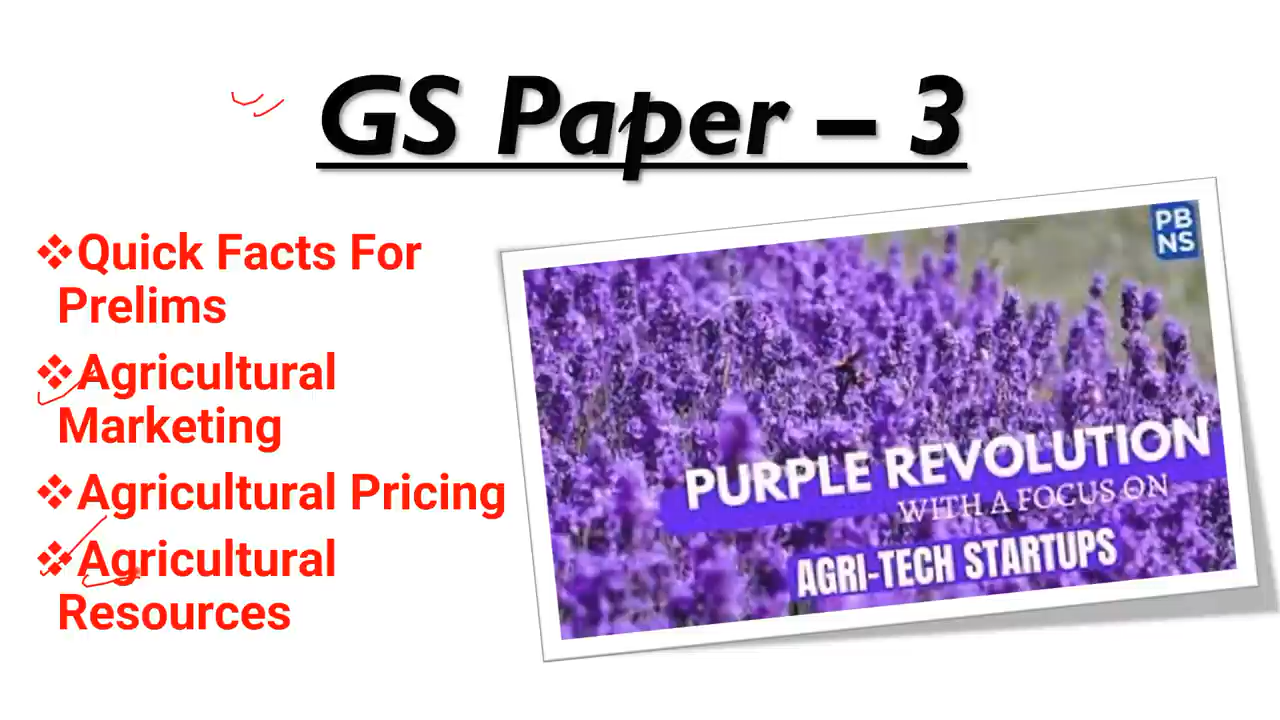 GS Paper – 3
❖Quick Facts For
Prelims
❖Agricultural
Marketing
❖Agricultural Pricing
❖Agricultural
Resources
PB
NS
PURPLE REVOLUTION
WITH A FOCUS ON
AGRI-TECH STARTUPS